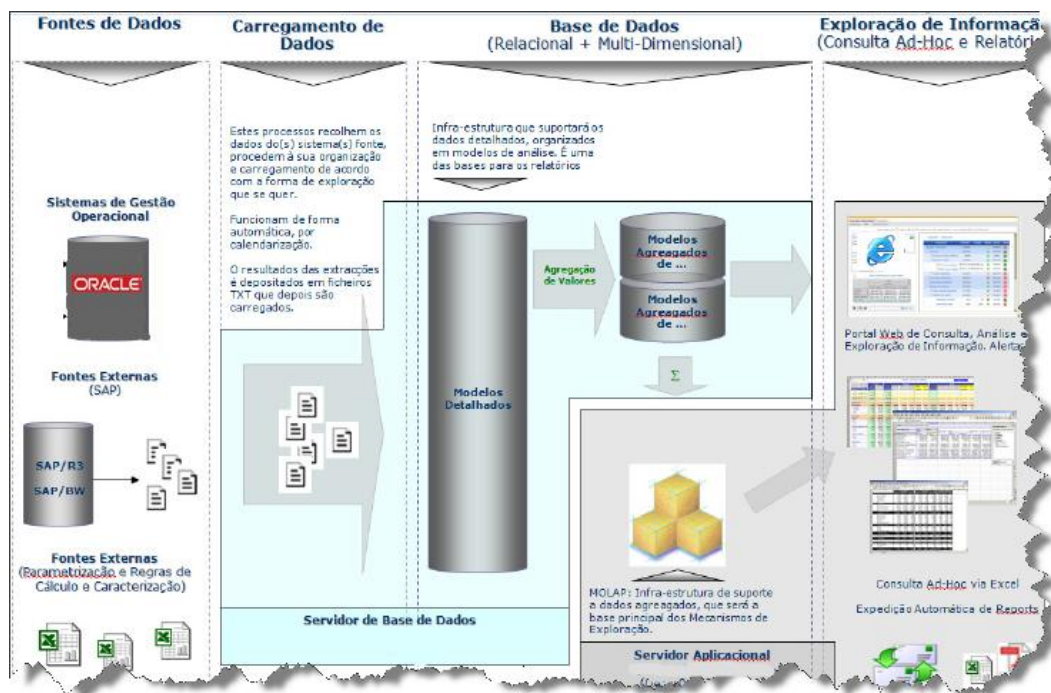 Fontes de Dados
Carregamento de
Dados
Base de Dados
(Relacional + Multi-Dimensional)
Exploração de Informaçã
(Consulta Ad-Hoc e Relatóri
Sistemas de Gestão
Operacional
ORACLE
Fontes Externas
(SAP)
SAP/R3
SAP/BW
Fontes Externas
(Parametrização e Regras de
Cálculo e Caracterização)
Estes processos recolhem os
dados do(s) sistema(s) fonte,
procedem à sua organização
e carregamento de acordo
com a forma de exploração
que se quer.
Funcionam de forma
automática, por
calendarização.
O resultados das extracções
é depositados em ficheiros
TXT que depois são
carregados.
Infra-estrutura que suportará os
dados detalhados, organizados
em modelos de análise. É uma
das bases para os relatórios
Modelos
Detalhados
Agregação
de Valores
Modelos
Agreagados
de ...
Modelos
Agreagados
de ...
Σ
MOLAP: Infra-estrutura de suporte
a dados agreagados, que será a
base principal dos Mecanismos de
Exploração.
Servidor de Base de Dados
Servidor Aplicacional
Portal Web de Consulta, Análise e
Exploração de Informação. Alertas
Consulta Ad-Hoc via Excel
Expedição Automática de Reports